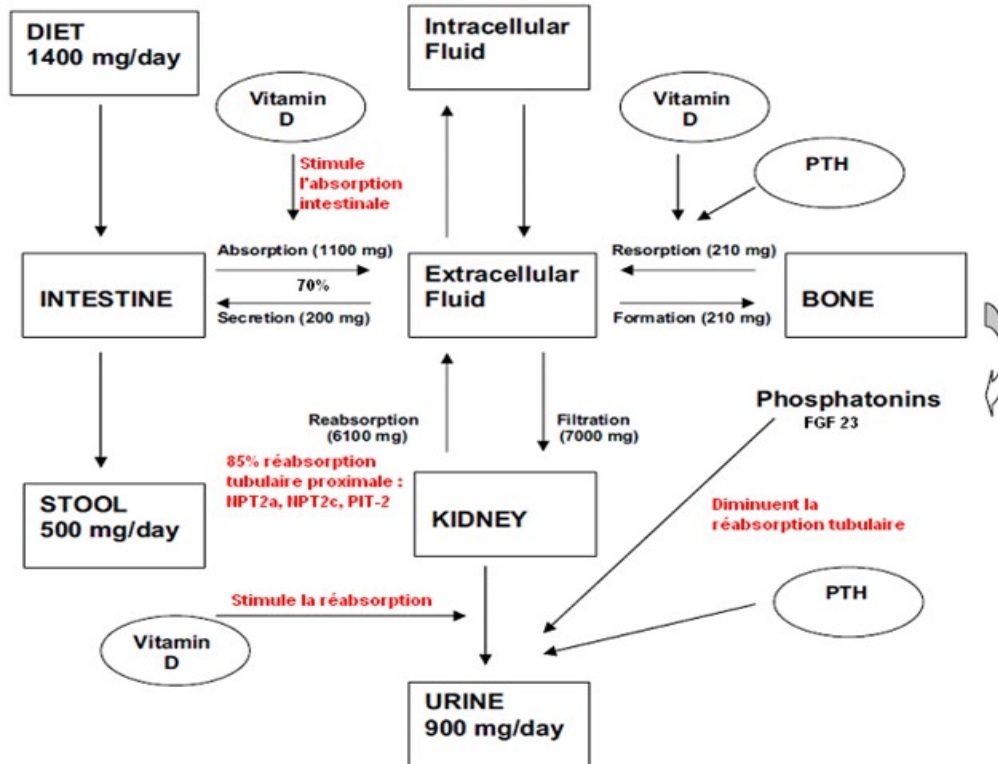 DIET
1400 mg/day
Intracellular
Fluid
Vitamin
D
Vitamin
D
PTH
Stimule
l'absorption
intestinale
Absorption (1100 mg)
70%
Secretion (200 mg)
INTESTINE
Extracellular
Fluid
Resorption (210 mg)
Formation (210 mg)
BONE
Reabsorption
(6100 mg)
Filtration
(7000 mg)
Phosphatonins
FGF 23
85% réabsorption
tubulaire proximale :
NPT2a, NPT2c, PIT-2
STOOL
500 mg/day
KIDNEY
Diminuent la
réabsorption tubulaire
Stimule la réabsorption
Vitamin
D
PTH
URINE
900 mg/day